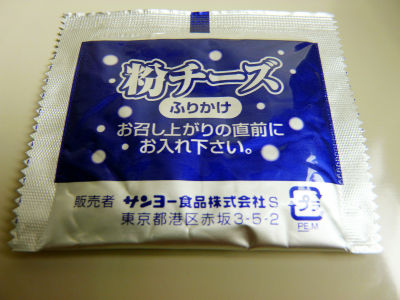 粉チーズ
ふりかけ
お召し上がりの直前に
お入れ下さい。
販売者 サンヨー食品株式会社 S
東京都港区赤坂3-5-2
プラ
PE,M